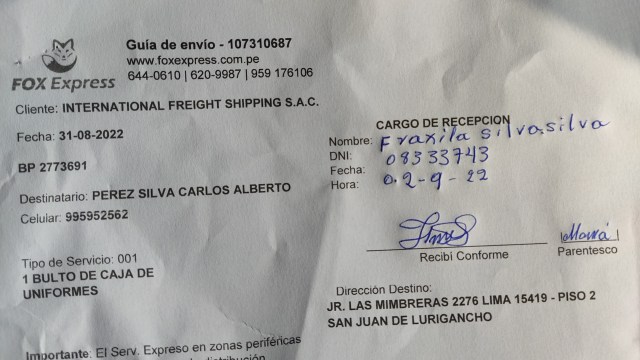 FOX Express
Guía de envío - 107310687
www.foxexpress.com.pe
644-0610 | 620-9987 | 959 176106
Cliente: INTERNATIONAL FREIGHT SHIPPING S.A.C.
Fecha: 31-08-2022
BP 2773691
Destinatario: PEREZ SILVA CARLOS ALBERTO
Celular: 995952562
Tipo de Servicio: 001
1 BULTO DE CAJA DE
UNIFORMES
Importante: El Serv. Expreso en zonas periféricas
distribución
CARGO DE RECEPCION
Nombre: Fraxila silva silva
DNI: 08333743
Fecha: 02-9-22
Hora:
Recibí Conforme
Mamá
Parentesco
Dirección Destino:
JR. LAS MIMBRERAS 2276 LIMA 15419 - PISO 2
SAN JUAN DE LURIGANCHO